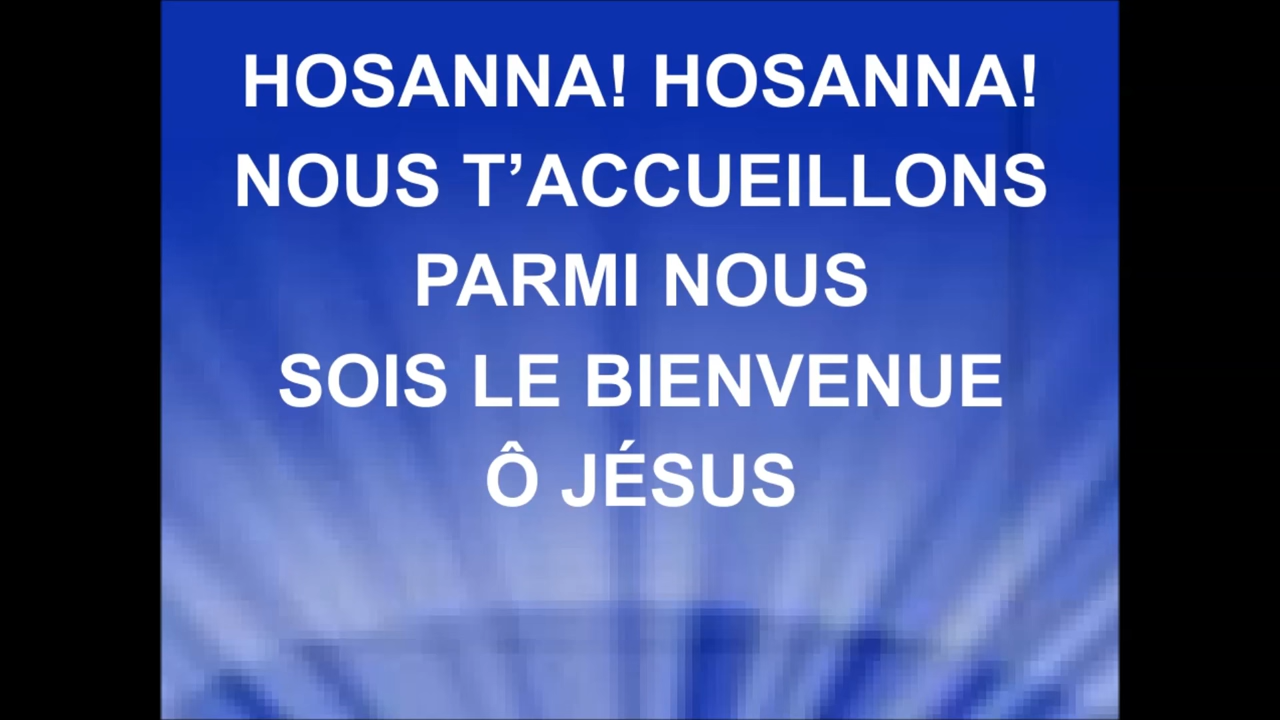 HOSANNA! HOSANNA!
NOUS T’ACCUEILLONS
PARMI NOUS
SOIS LE BIENVENUE
Ô JÉSUS